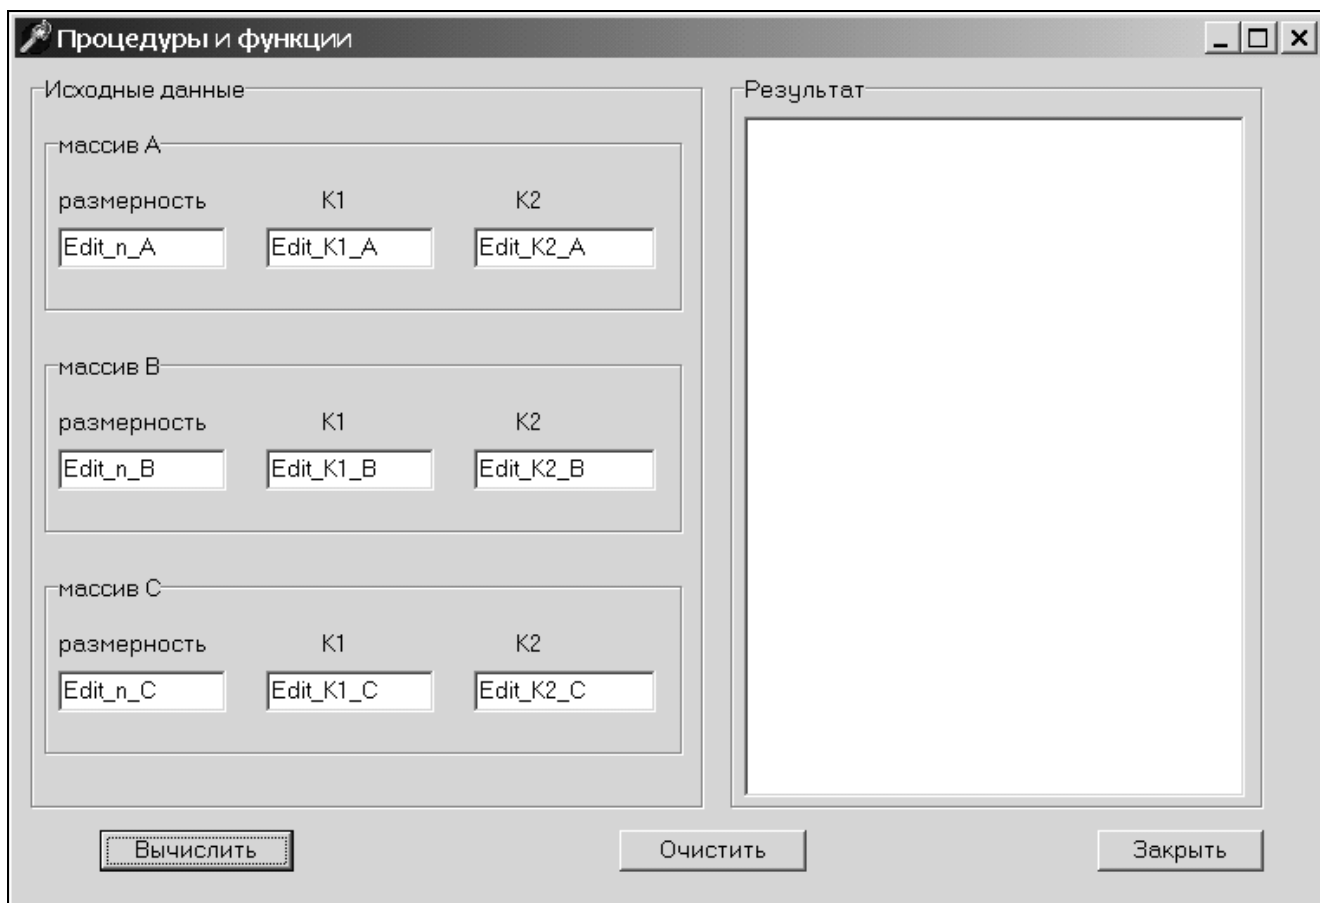 Процедуры и функции
Исходные данные
массив A
размерность K1 K2
Edit_n_A Edit_K1_A Edit_K2_A
массив B
размерность K1 K2
Edit_n_B Edit_K1_B Edit_K2_B
массив C
размерность K1 K2
Edit_n_C Edit_K1_C Edit_K2_C
Результат
Вычислить Очистить Закрыть